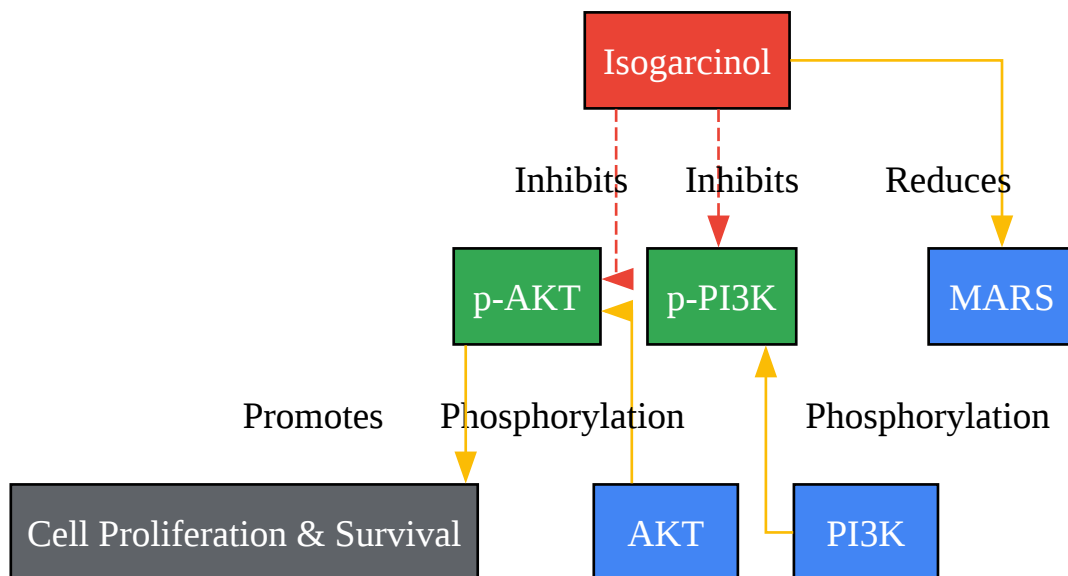 Isogarcinol
Inhibits
Inhibits
Reduces
p-AKT
p-PI3K
MARS
Promotes
Phosphorylation
Phosphorylation
Cell Proliferation & Survival
AKT
PI3K